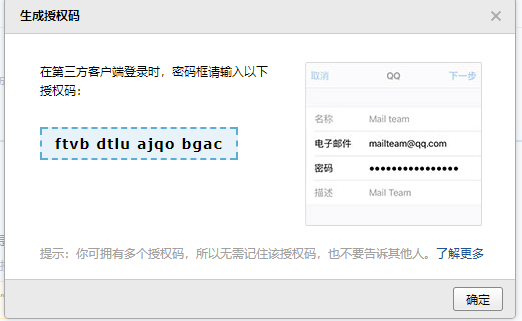 生成授权码
在第三方客户端登录时，密码框请输入以下
授权码：
ftvb dtlu ajqo bgac
取消 QQ 下一步
名称 Mail team
电子邮件 mailteam@qq.com
密码 ●●●●●●●●●●●●●●●●
描述 Mail Team
提示：你可拥有多个授权码，所以无需记住该授权码，也不要告诉其他人。了解更多
确定